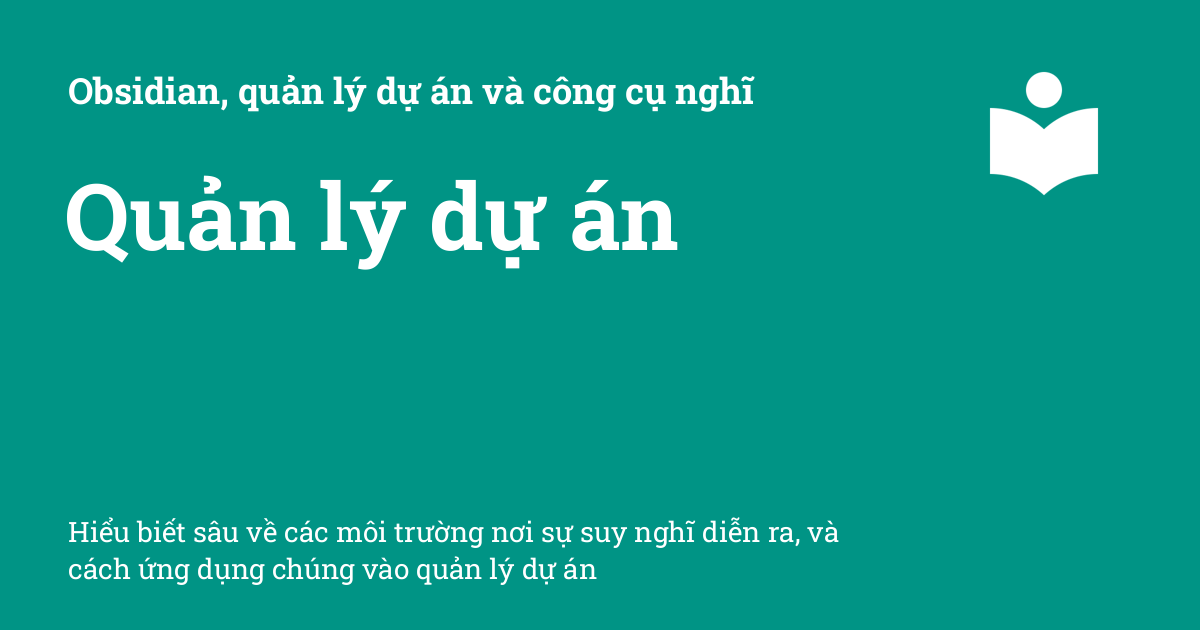 Obsidian, quản lý dự án và công cụ nghĩ
Quản lý dự án
Hiểu biết sâu về các môi trường nơi sự suy nghĩ diễn ra, và
cách ứng dụng chúng vào quản lý dự án